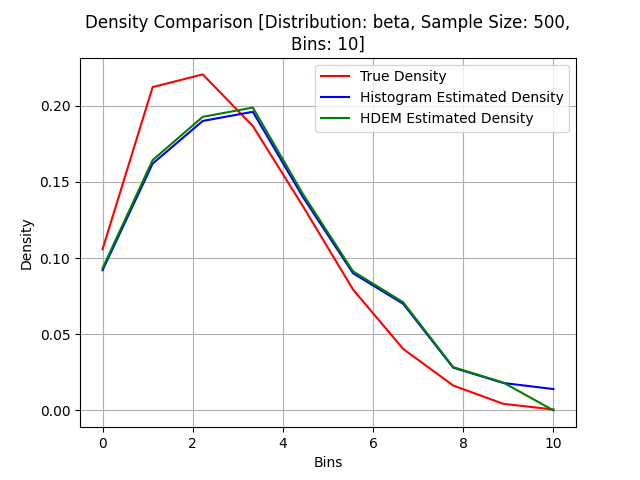 Density Comparison [Distribution: beta, Sample Size: 500,
Bins: 10]
True Density
Histogram Estimated Density
HDEM Estimated Density
Density
0.20
0.15
0.10
0.05
0.00
0 2 4 6 8 10
Bins